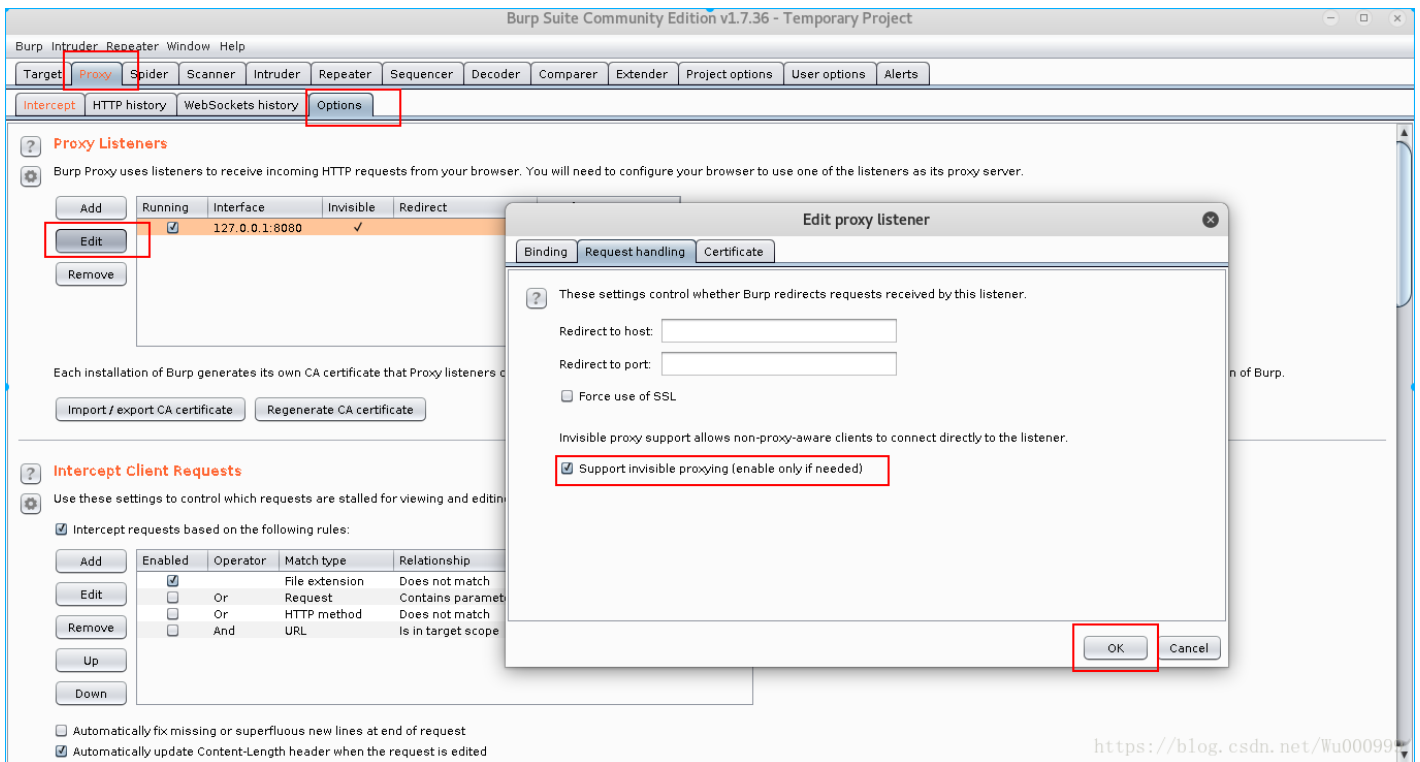 Burp Suite Community Edition v1.7.36 - Temporary Project
Burp Intruder Repeater Window Help
Target Proxy Spider Scanner Intruder Repeater Sequencer Decoder Comparer Extender Project options User options Alerts
Intercept HTTP history WebSockets history Options
? Proxy Listeners
Burp Proxy uses listeners to receive incoming HTTP requests from your browser. You will need to configure your browser to use one of the listeners as its proxy server.
Add
Edit
Remove
Running Interface Invisible Redirect
127.0.0.1:8080
Each installation of Burp generates its own CA certificate that Proxy listeners
n of Burp.
Import / export CA certificate Regenerate CA certificate
? Intercept Client Requests
Use these settings to control which requests are stalled for viewing and editin
Intercept requests based on the following rules:
Add
Edit
Remove
Up
Down
Enabled Operator Match type Relationship
File extension Does not match
Or Request Contains paramet
Or HTTP method Does not match
And URL Is in target scope
Automatically fix missing or superfluous new lines at end of request
Automatically update Content-Length header when the request is edited
Edit proxy listener
Binding Request handling Certificate
? These settings control whether Burp redirects requests received by this listener.
Redirect to host:
Redirect to port:
Force use of SSL
Invisible proxy support allows non-proxy-aware clients to connect directly to the listener.
Support invisible proxying (enable only if needed)
OK Cancel
https://blog.csdn.net/Wu00099